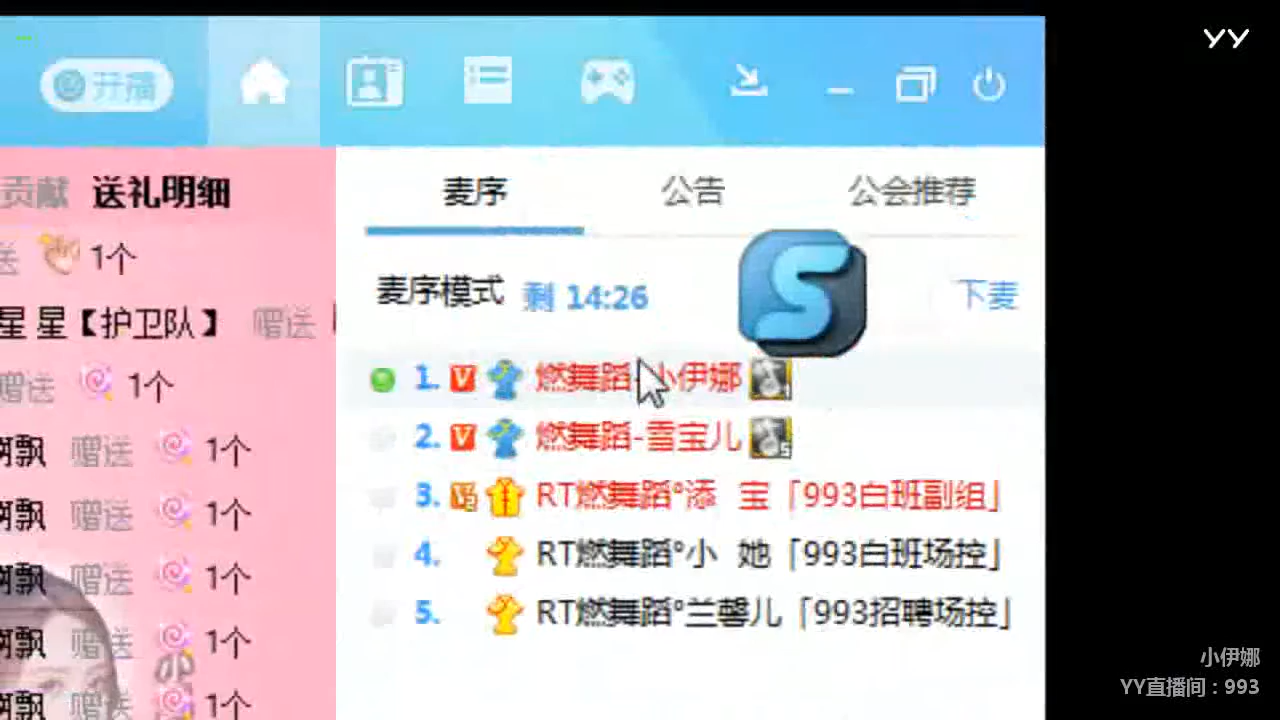 YY
开播
贡献 送礼明细
麦序 公告 公会推荐
送 1个
麦序模式 剩 14:26 下麦
星 星【护卫队】 赠送
赠送 1个
1. V 燃舞蹈-小伊娜
飘 赠送 1个
2. V 燃舞蹈-雪宝儿
飘 赠送 1个
3. RT燃舞蹈°添 宝「993白班副组」
飘 赠送 1个
4. RT燃舞蹈°小 她「993白班场控」
飘 赠送 1个
5. RT燃舞蹈°兰馨儿「993招聘场控」
飘 赠送 1个
小
小伊娜
YY直播间：993